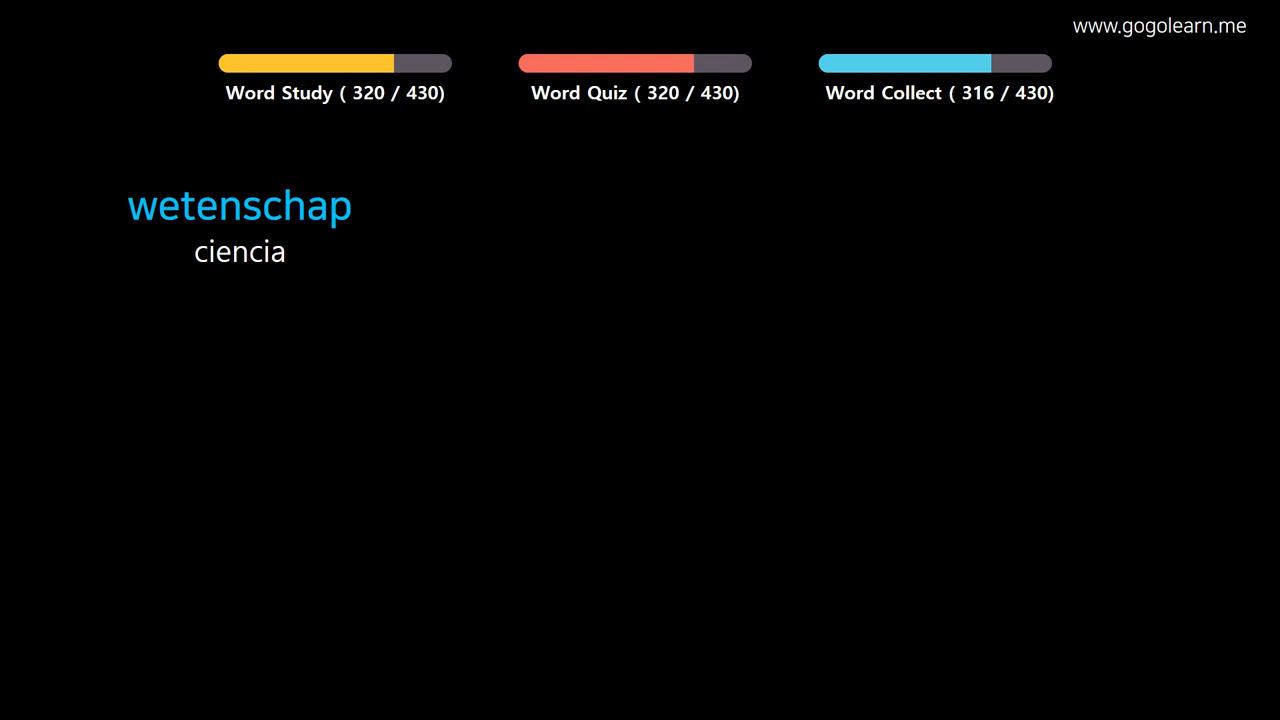 www.gogolearn.me
Word Study ( 320 / 430)
Word Quiz ( 320 / 430)
Word Collect ( 316 / 430)
wetenschap
ciencia